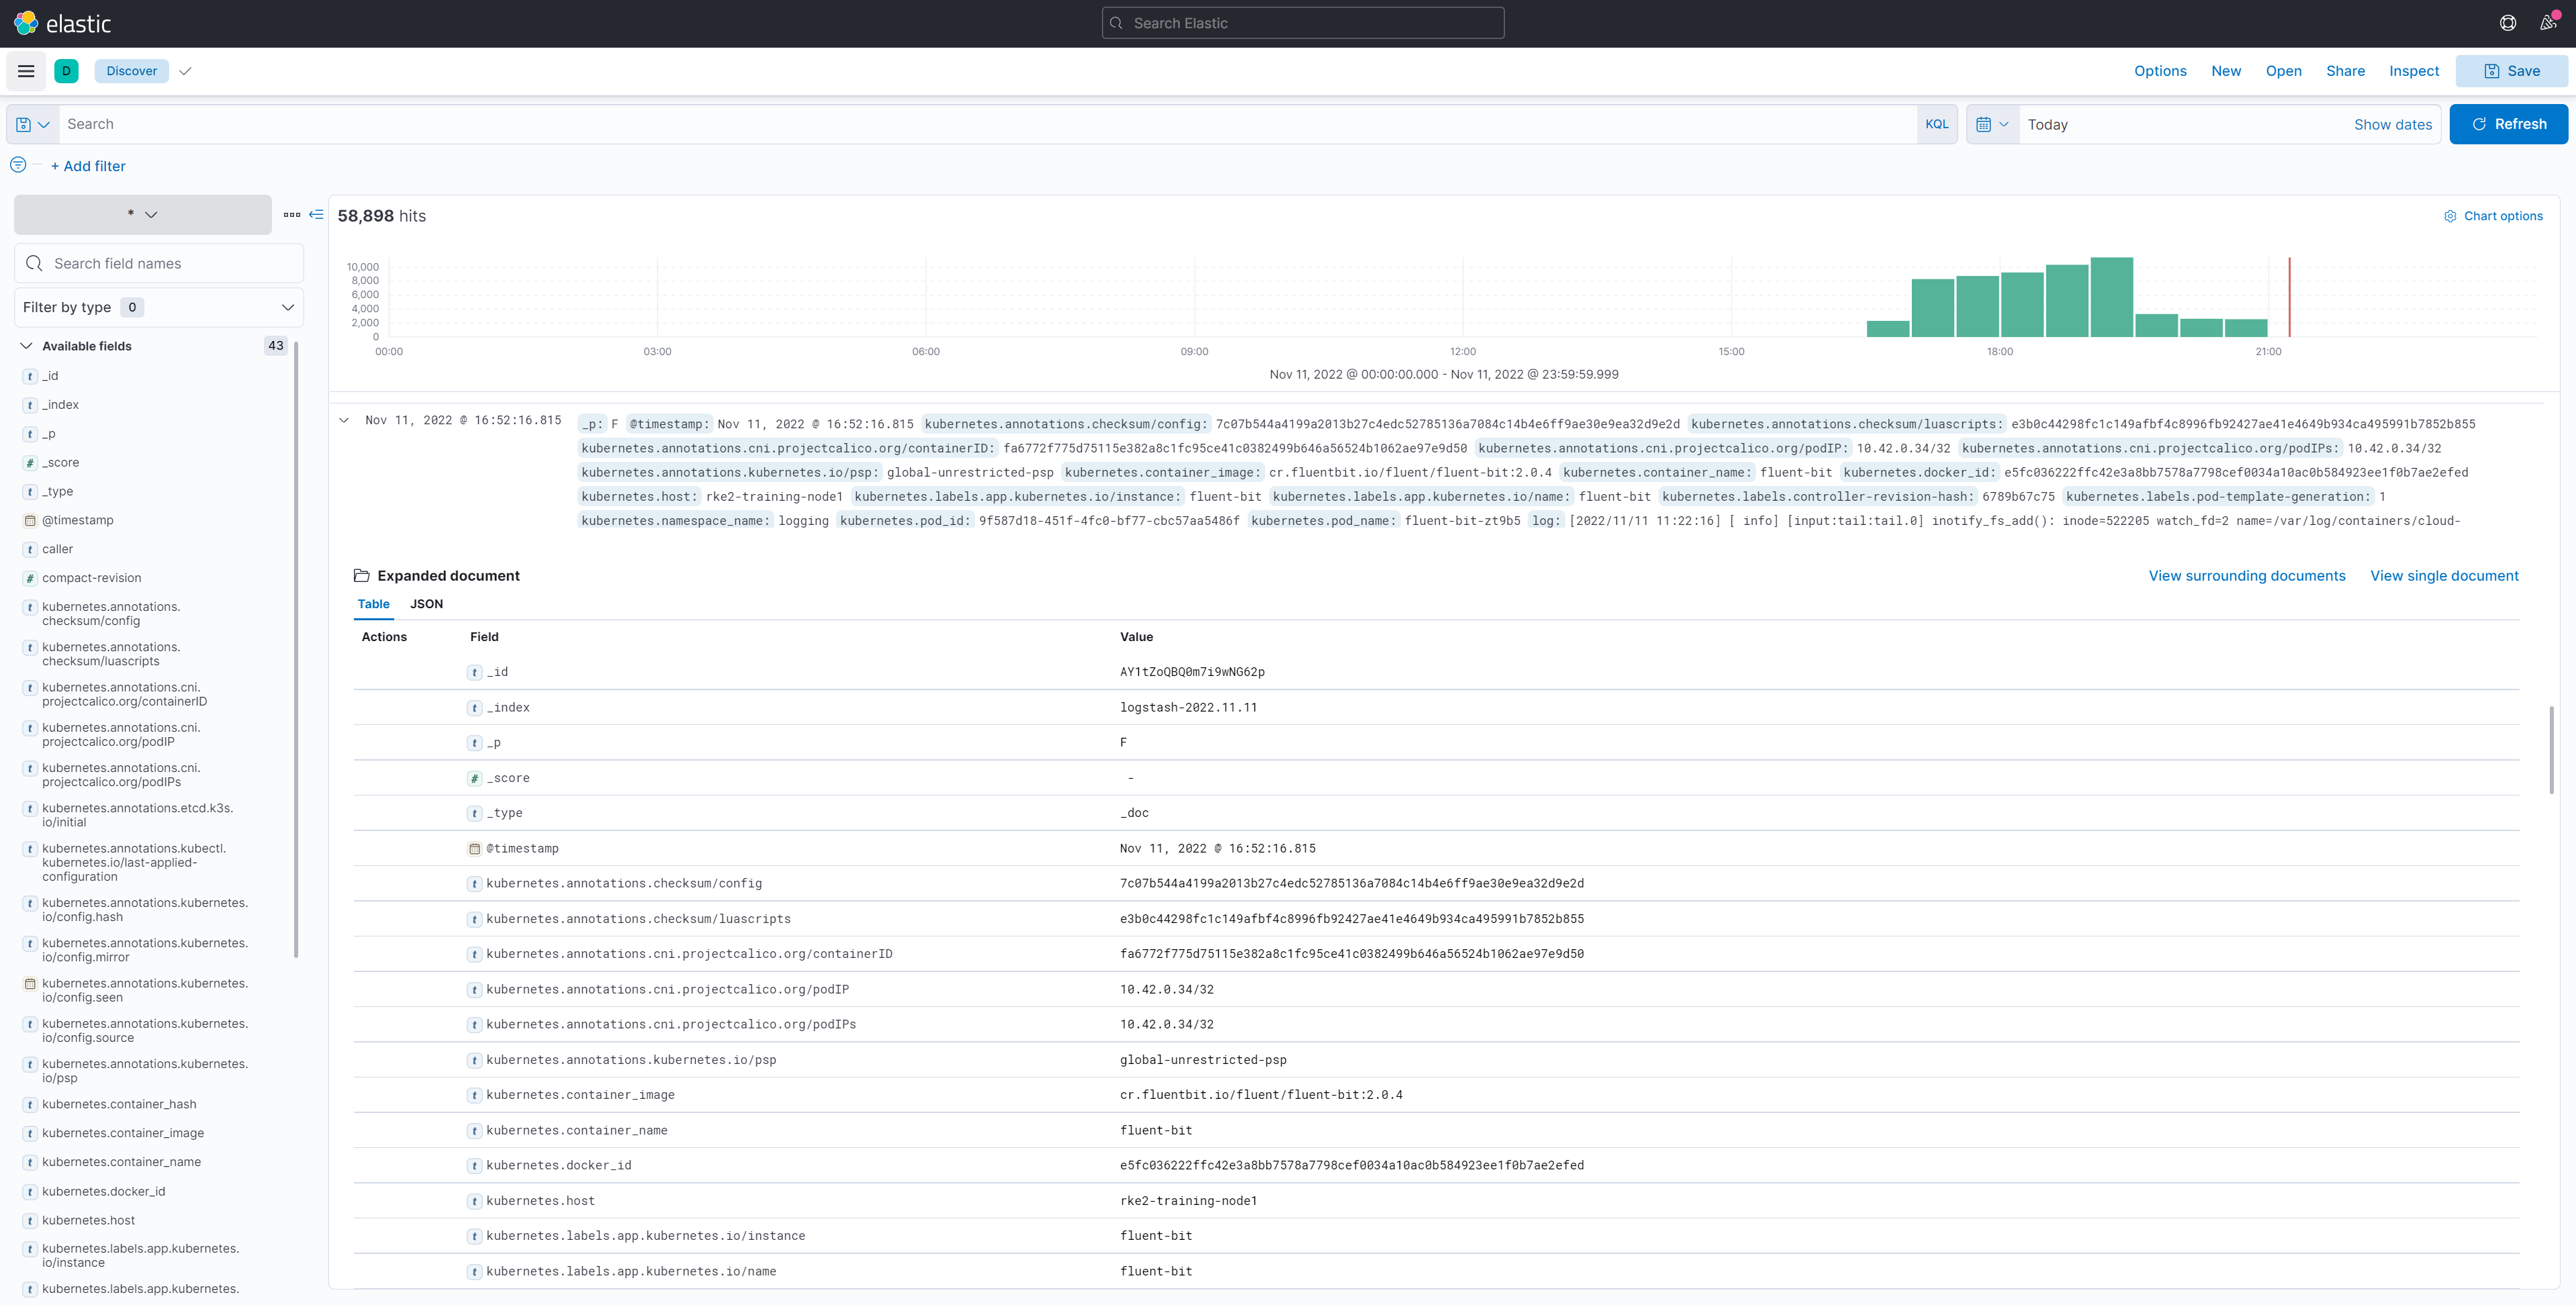 elastic
Search Elastic
D Discover
Options New Open Share Inspect Save
Search KQL Today Show dates Refresh
+ Add filter
*
Search field names
Filter by type 0
Available fields 43
t _id
t _index
t _p
# _score
t _type
@timestamp
t caller
# compact-revision
t kubernetes.annotations.
checksum/config
t kubernetes.annotations.
checksum/luascripts
t kubernetes.annotations.cni.
projectcalico.org/containerID
t kubernetes.annotations.cni.
projectcalico.org/podIP
t kubernetes.annotations.cni.
projectcalico.org/podIPs
t kubernetes.annotations.etcd.k3s.
io/initial
t kubernetes.annotations.kubectl.
kubernetes.io/last-applied-
configuration
t kubernetes.annotations.kubernetes.
io/config.hash
t kubernetes.annotations.kubernetes.
io/config.mirror
kubernetes.annotations.kubernetes.
io/config.seen
t kubernetes.annotations.kubernetes.
io/config.source
t kubernetes.annotations.kubernetes.
io/psp
t kubernetes.container_hash
t kubernetes.container_image
t kubernetes.container_name
t kubernetes.docker_id
t kubernetes.host
t kubernetes.labels.app.kubernetes.
io/instance
t kubernetes.labels.app.kubernetes.
58,898 hits
Chart options
10,000
8,000
6,000
4,000
2,000
0
00:00 03:00 06:00 09:00 12:00 15:00 18:00 21:00
Nov 11, 2022 @ 00:00:00.000 - Nov 11, 2022 @ 23:59:59.999
Nov 11, 2022 @ 16:52:16.815 _p: F @timestamp: Nov 11, 2022 @ 16:52:16.815 kubernetes.annotations.checksum/config: 7c07b544a4199a2013b27c4edc52785136a7084c14b4e6ff9ae30e9ea32d9e2d kubernetes.annotations.checksum/luascripts: e3b0c44298fc1c149afbf4c8996fb92427ae41e4649b934ca495991b7852b855
kubernetes.annotations.cni.projectcalico.org/containerID: fa6772f775d75115e382a8c1fc95ce41c0382499b646a56524b1062ae97e9d50 kubernetes.annotations.cni.projectcalico.org/podIP: 10.42.0.34/32 kubernetes.annotations.cni.projectcalico.org/podIPs: 10.42.0.34/32
kubernetes.annotations.kubernetes.io/psp: global-unrestricted-psp kubernetes.container_image: cr.fluentbit.io/fluent/fluent-bit:2.0.4 kubernetes.container_name: fluent-bit kubernetes.docker_id: e5fc036222ffc42e3a8bb7578a7798cef0034a10ac0b584923ee1f0b7ae2efed
kubernetes.host: rke2-training-node1 kubernetes.labels.app.kubernetes.io/instance: fluent-bit kubernetes.labels.app.kubernetes.io/name: fluent-bit kubernetes.labels.controller-revision-hash: 6789b67c75 kubernetes.labels.pod-template-generation: 1
kubernetes.namespace_name: logging kubernetes.pod_id: 9f587d18-451f-4fc0-bf77-cbc57aa5486f kubernetes.pod_name: fluent-bit-zt9b5 log: [2022/11/11 11:22:16] [ info] [input:tail:tail.0] inotify_fs_add(): inode=522205 watch_fd=2 name=/var/log/containers/cloud-
Expanded document
View surrounding documents View single document
Table JSON
Actions Field Value
t _id AY1tZoQBQ0m7i9wNG62p
t _index logstash-2022.11.11
t _p F
# _score -
t _type _doc
@timestamp Nov 11, 2022 @ 16:52:16.815
t kubernetes.annotations.checksum/config 7c07b544a4199a2013b27c4edc52785136a7084c14b4e6ff9ae30e9ea32d9e2d
t kubernetes.annotations.checksum/luascripts e3b0c44298fc1c149afbf4c8996fb92427ae41e4649b934ca495991b7852b855
t kubernetes.annotations.cni.projectcalico.org/containerID fa6772f775d75115e382a8c1fc95ce41c0382499b646a56524b1062ae97e9d50
t kubernetes.annotations.cni.projectcalico.org/podIP 10.42.0.34/32
t kubernetes.annotations.cni.projectcalico.org/podIPs 10.42.0.34/32
t kubernetes.annotations.kubernetes.io/psp global-unrestricted-psp
t kubernetes.container_image cr.fluentbit.io/fluent/fluent-bit:2.0.4
t kubernetes.container_name fluent-bit
t kubernetes.docker_id e5fc036222ffc42e3a8bb7578a7798cef0034a10ac0b584923ee1f0b7ae2efed
t kubernetes.host rke2-training-node1
t kubernetes.labels.app.kubernetes.io/instance fluent-bit
t kubernetes.labels.app.kubernetes.io/name fluent-bit